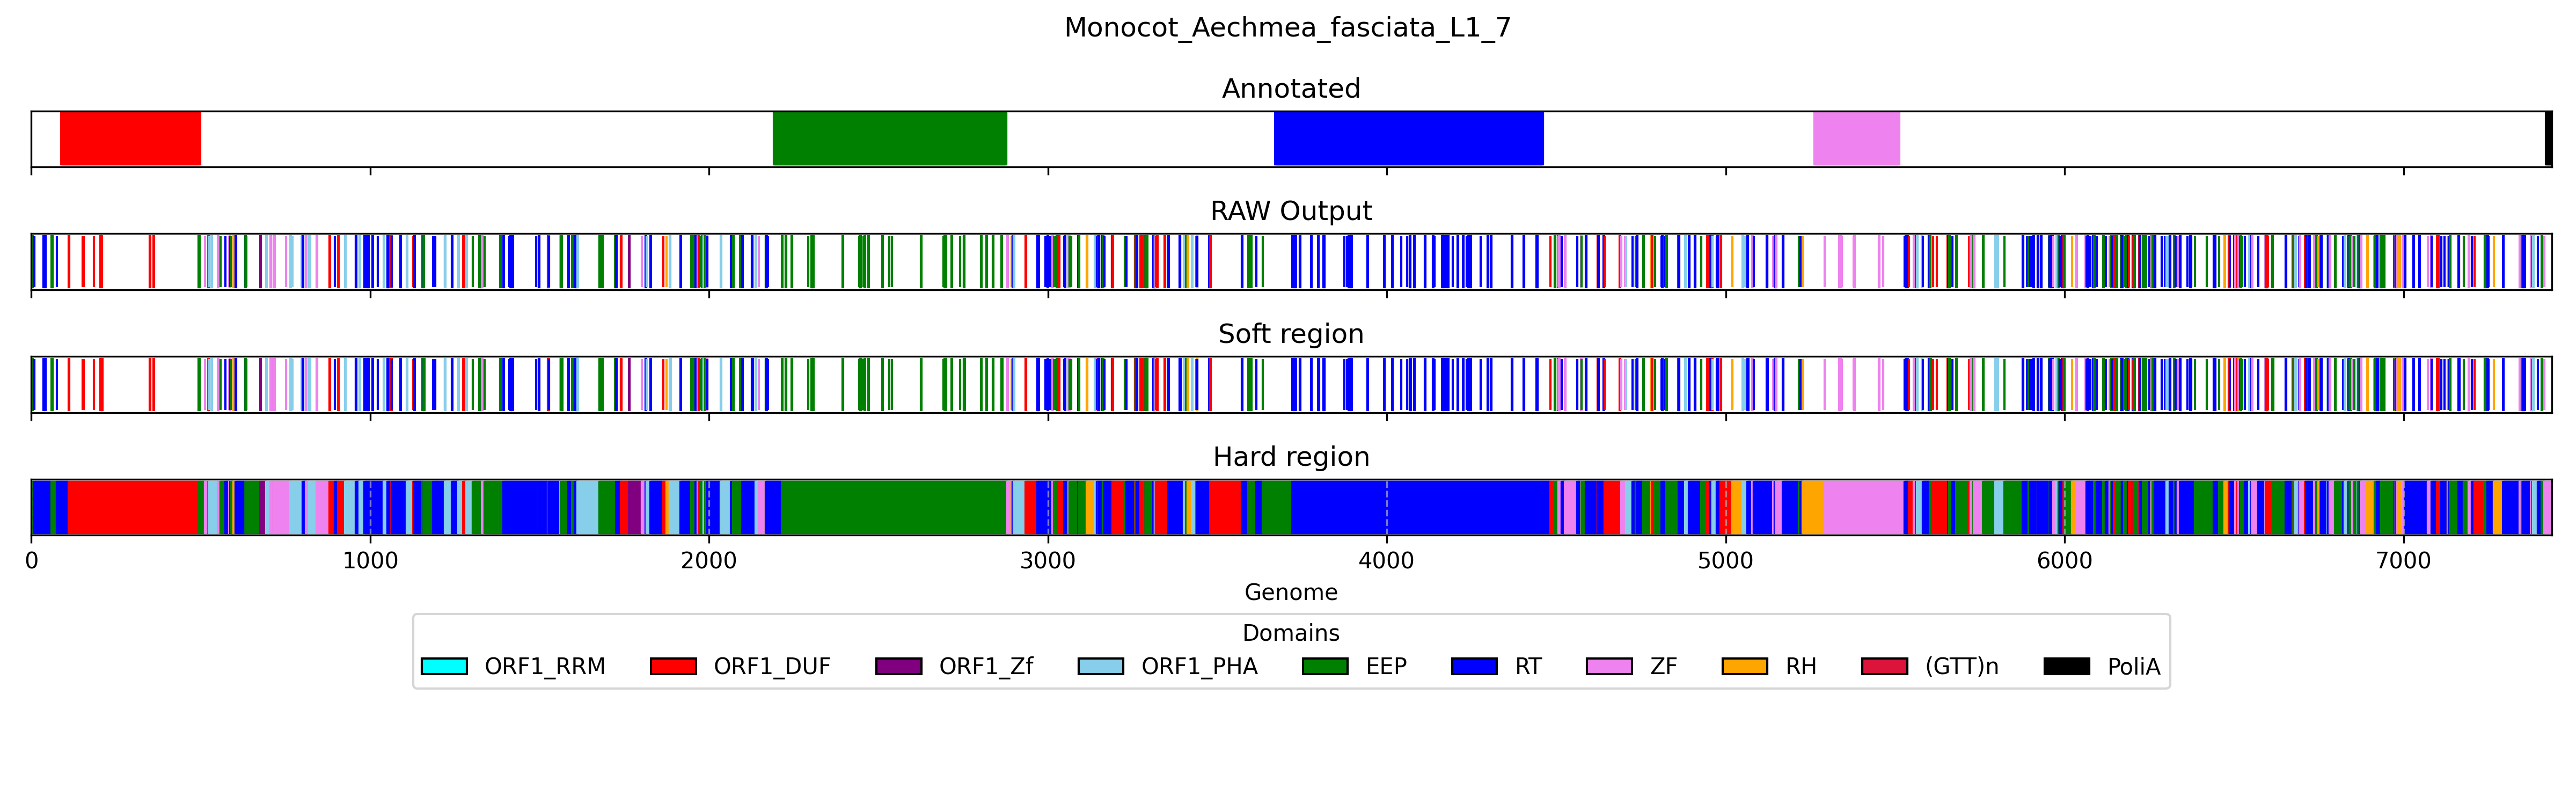 Monocot_Aechmea_fasciata_L1_7
Annotated
RAW Output
Soft region
Hard region
0 1000 2000 3000 4000 5000 6000 7000
Genome
Domains
ORF1_RRM ORF1_DUF ORF1_Zf ORF1_PHA EEP RT ZF RH (GTT)n PoliA